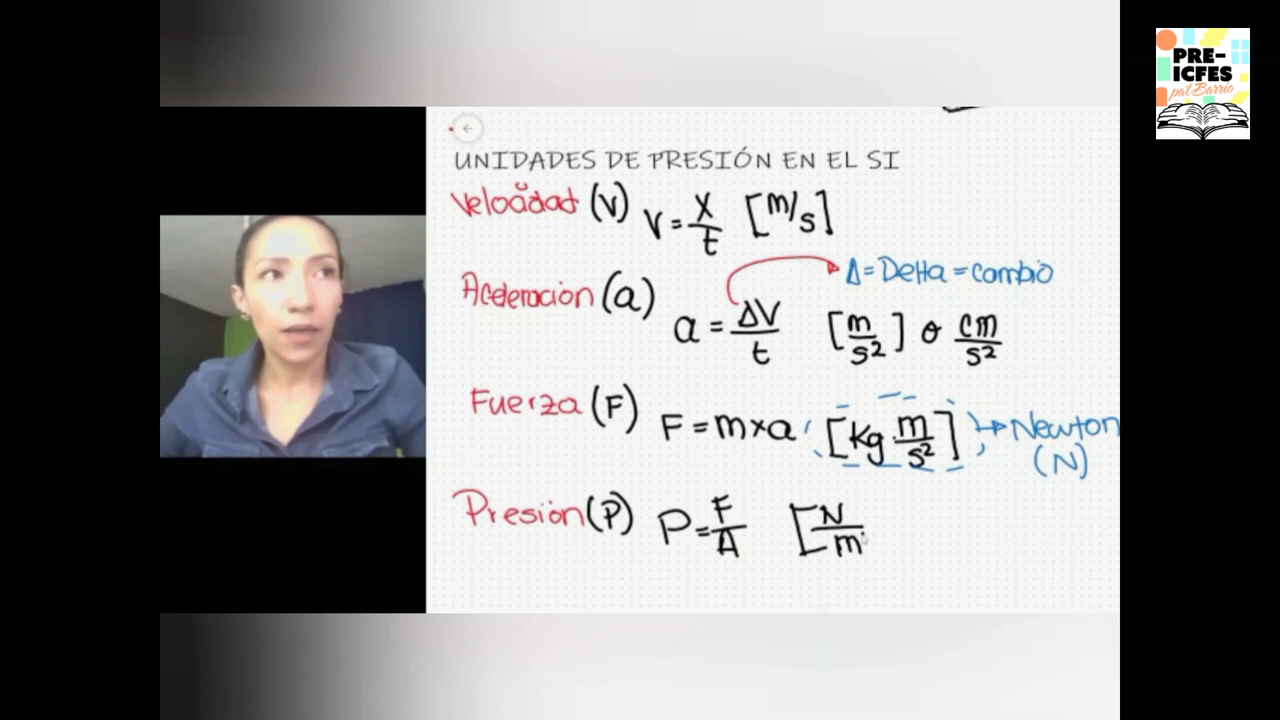 PRE-
ICFES
pal Barrio
UNIDADES DE PRESIÓN EN EL SI
Velocidad (V) V = X/t [m/s]
Δ = Delta = cambio
Aceleración (a) a = ΔV/t [m/s²] o cm/s²
Fuerza (F) F = m x a [Kg m/s²] → Newton
(N)
Presión (P) P = F/A [N/m